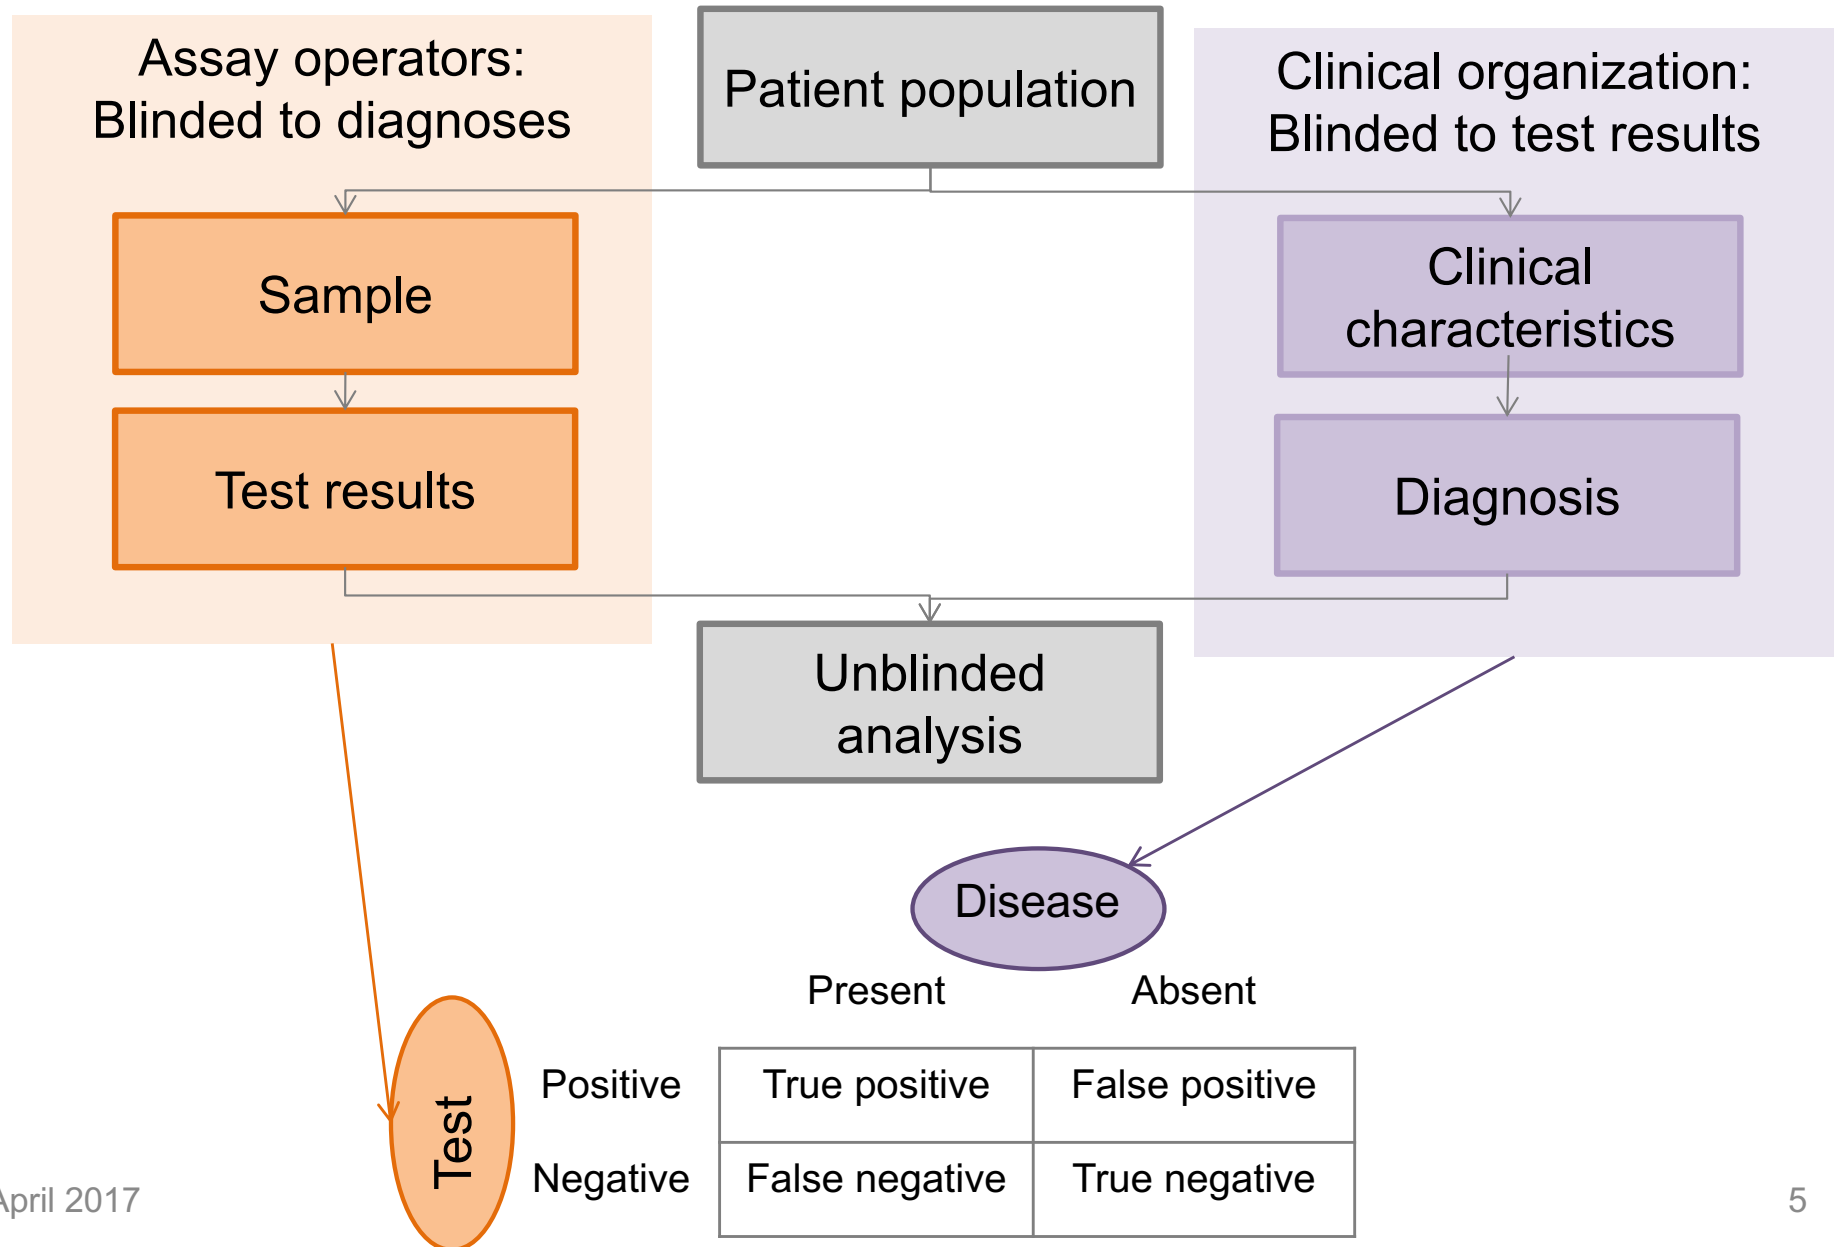 Assay operators:
Blinded to diagnoses
Patient population
Clinical organization:
Blinded to test results
Sample
Clinical
characteristics
Test results
Diagnosis
Unblinded
analysis
Disease
Present Absent
Test
Positive True positive False positive
Negative False negative True negative
April 2017
5